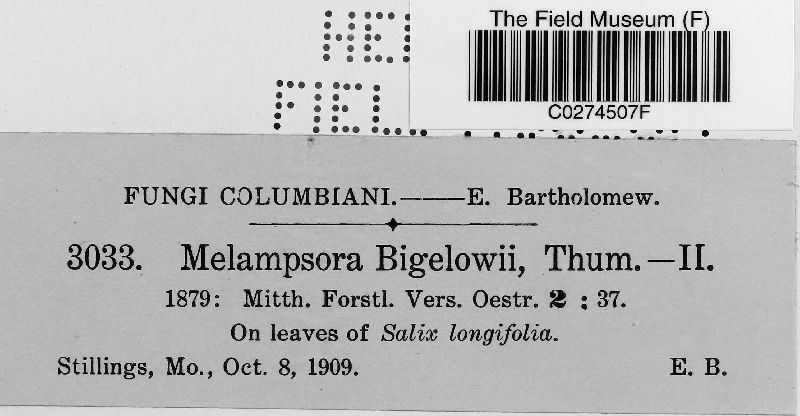 The Field Museum (F)
C0274507F
FUNGI COLUMBIANI.——E. Bartholomew.
3033. Melampsora Bigelowii, Thum.—II.
1879: Mitth. Forstl. Vers. Oestr. 2 : 37.
On leaves of Salix longifolia.
Stillings, Mo., Oct. 8, 1909. E. B.